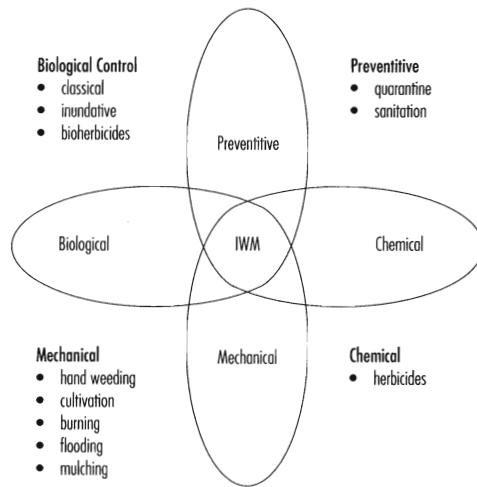 Biological Control
• classical
• inundative
• bioherbicides
Preventitive
• quarantine
• sanitation
Preventitive
Biological
IWM
Chemical
Mechanical
Mechanical
• hand weeding
• cultivation
• burning
• flooding
• mulching
Chemical
• herbicides